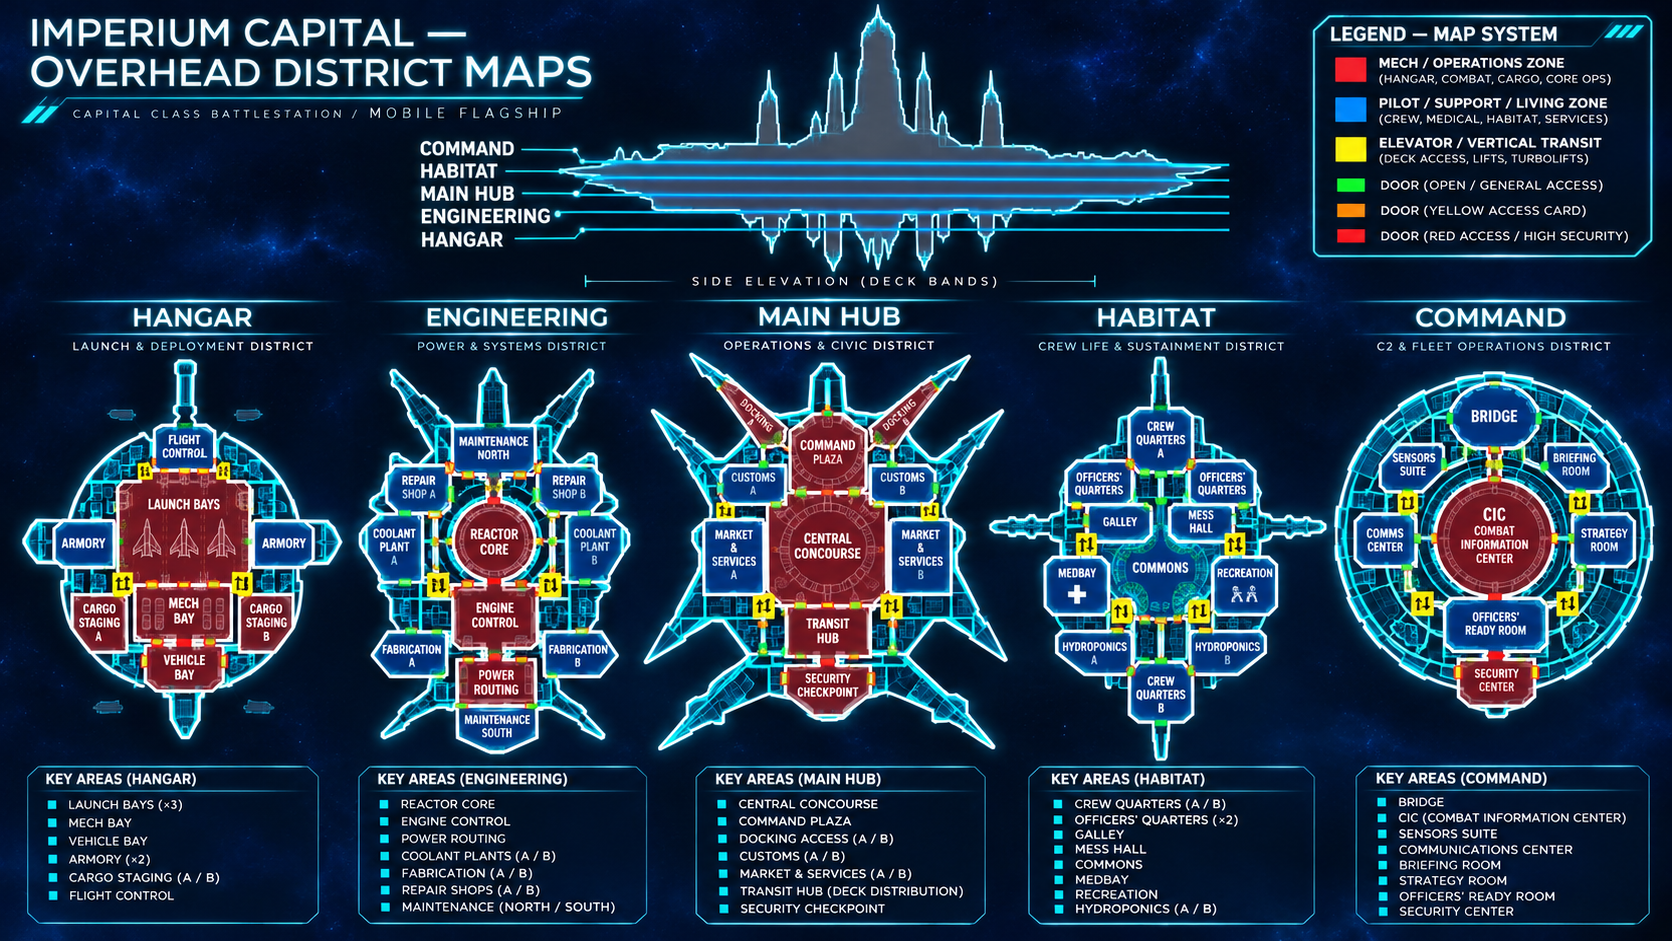 IMPERIUM CAPITAL —
OVERHEAD DISTRICT MAPS
CAPITAL CLASS BATTLESTATION / MOBILE FLAGSHIP
COMMAND
HABITAT
MAIN HUB
ENGINEERING
HANGAR
SIDE ELEVATION (DECK BANDS)
LEGEND — MAP SYSTEM
MECH / OPERATIONS ZONE
(HANGAR, COMBAT, CARGO, CORE OPS)
PILOT / SUPPORT / LIVING ZONE
(CREW, MEDICAL, HABITAT, SERVICES)
ELEVATOR / VERTICAL TRANSIT
(DECK ACCESS, LIFTS, TURBOLIFTS)
DOOR (OPEN / GENERAL ACCESS)
DOOR (YELLOW ACCESS CARD)
DOOR (RED ACCESS / HIGH SECURITY)
HANGAR
LAUNCH & DEPLOYMENT DISTRICT
FLIGHT
CONTROL
LAUNCH BAYS
ARMORY
ARMORY
CARGO
STAGING
A
MECH
BAY
CARGO
STAGING
B
VEHICLE
BAY
ENGINEERING
POWER & SYSTEMS DISTRICT
MAINTENANCE
NORTH
REPAIR
SHOP A
REPAIR
SHOP B
COOLANT
PLANT
A
REACTOR
CORE
COOLANT
PLANT
B
ENGINE
CONTROL
FABRICATION
A
FABRICATION
B
POWER
ROUTING
MAINTENANCE
SOUTH
MAIN HUB
OPERATIONS & CIVIC DISTRICT
DOCKING
A
DOCKING
B
COMMAND
PLAZA
CUSTOMS
A
CUSTOMS
B
MARKET
&
SERVICES
A
CENTRAL
CONCOURSE
MARKET
&
SERVICES
B
TRANSIT
HUB
SECURITY
CHECKPOINT
HABITAT
CREW LIFE & SUSTAINMENT DISTRICT
CREW
QUARTERS
A
OFFICERS'
QUARTERS
OFFICERS'
QUARTERS
GALLEY
MESS
HALL
MEDBAY
COMMONS
RECREATION
HYDROPONICS
A
HYDROPONICS
B
CREW
QUARTERS
B
COMMAND
C2 & FLEET OPERATIONS DISTRICT
BRIDGE
SENSORS
SUITE
BRIEFING
ROOM
COMMS
CENTER
CIC
COMBAT
INFORMATION
CENTER
STRATEGY
ROOM
OFFICERS'
READY ROOM
SECURITY
CENTER
KEY AREAS (HANGAR)
LAUNCH BAYS (×3)
MECH BAY
VEHICLE BAY
ARMORY (×2)
CARGO STAGING (A / B)
FLIGHT CONTROL
KEY AREAS (ENGINEERING)
REACTOR CORE
ENGINE CONTROL
POWER ROUTING
COOLANT PLANTS (A / B)
FABRICATION (A / B)
REPAIR SHOPS (A / B)
MAINTENANCE (NORTH / SOUTH)
KEY AREAS (MAIN HUB)
CENTRAL CONCOURSE
COMMAND PLAZA
DOCKING ACCESS (A / B)
CUSTOMS (A / B)
MARKET & SERVICES (A / B)
TRANSIT HUB (DECK DISTRIBUTION)
SECURITY CHECKPOINT
KEY AREAS (HABITAT)
CREW QUARTERS (A / B)
OFFICERS' QUARTERS (×2)
GALLEY
MESS HALL
COMMONS
MEDBAY
RECREATION
HYDROPONICS (A / B)
KEY AREAS (COMMAND)
BRIDGE
CIC (COMBAT INFORMATION CENTER)
SENSORS SUITE
COMMUNICATIONS CENTER
BRIEFING ROOM
STRATEGY ROOM
OFFICERS' READY ROOM
SECURITY CENTER